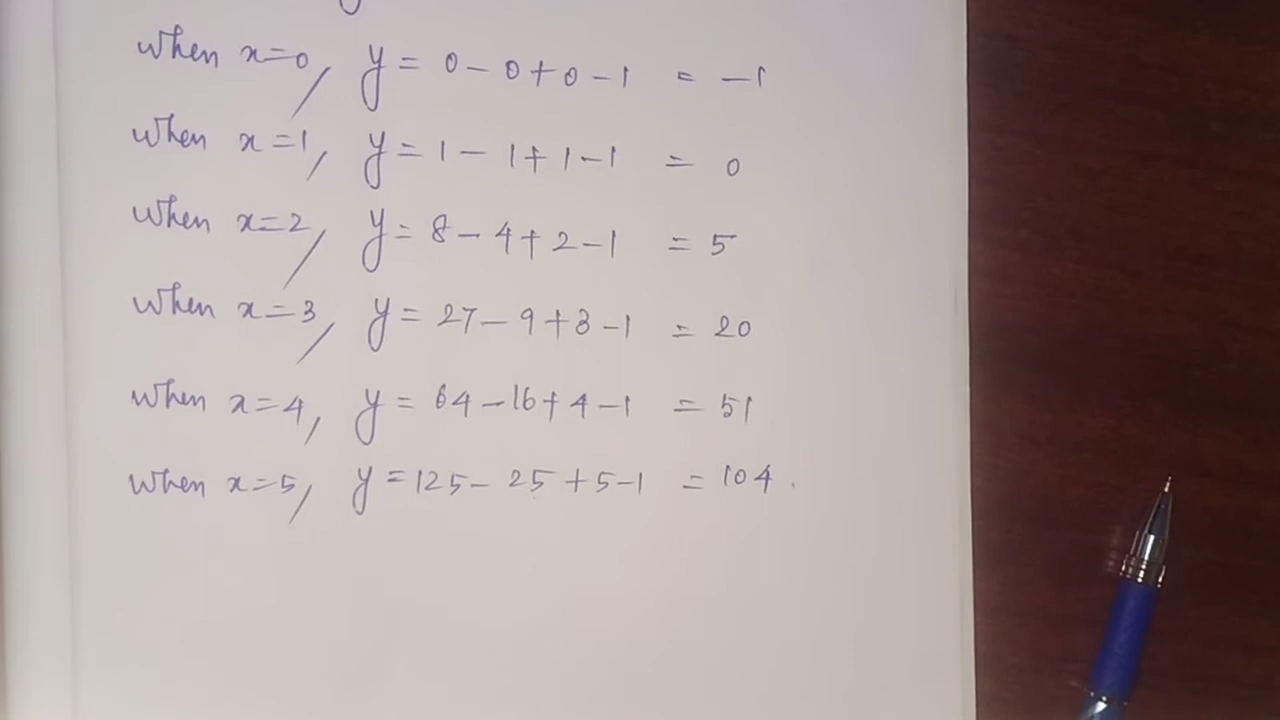 When x=0, y = 0 - 0 + 0 - 1 = -1
When x=1, y = 1 - 1 + 1 - 1 = 0
When x=2, y = 8 - 4 + 2 - 1 = 5
When x=3, y = 27 - 9 + 3 - 1 = 20
When x=4, y = 64 - 16 + 4 - 1 = 51
When x=5, y = 125 - 25 + 5 - 1 = 104.